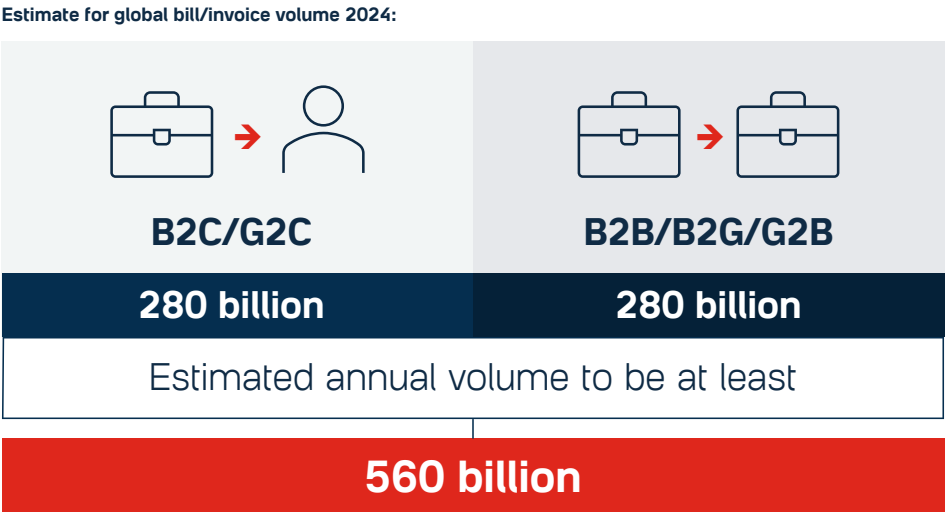 Estimate for global bill/invoice volume 2024:
B2C/G2C
B2B/B2G/G2B
280 billion
280 billion
Estimated annual volume to be at least
560 billion